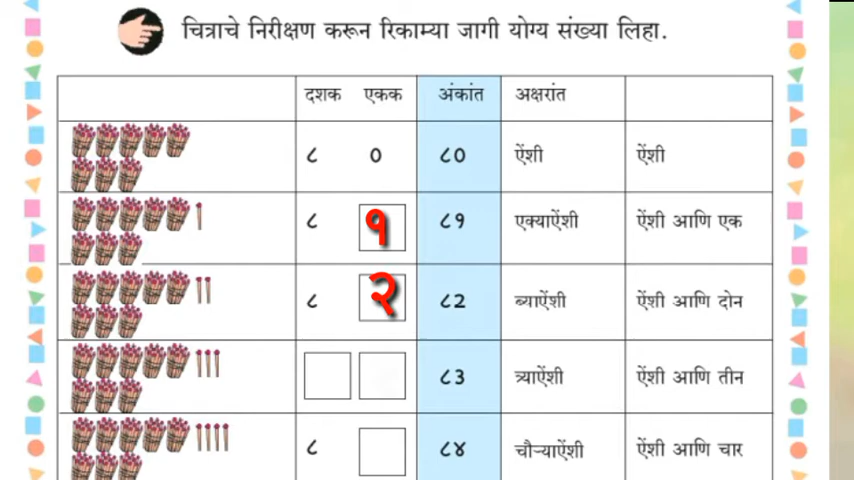 चित्राचे निरीक्षण करून रिकाम्या जागी योग्य संख्या लिहा.
दशक एकक अंकांत अक्षरांत
८ ० ८० ऐंशी ऐंशी
८ १ ८१ एक्याऐंशी ऐंशी आणि एक
८ २ ८२ ब्याऐंशी ऐंशी आणि दोन
८३ त्र्याऐंशी ऐंशी आणि तीन
८ ८४ चौऱ्याऐंशी ऐंशी आणि चार